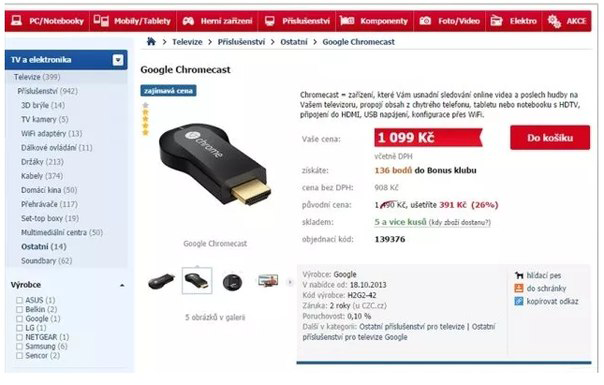 PC/Notebooky Mobily/Tablety Herní zařízení Příslušenství Komponenty Foto/Video Elektro % AKCE
Televize > Příslušenství > Ostatní > Google Chromecast
TV a elektronika
Televize (399)
Příslušenství (942)
3D brýle (14)
TV kamery (5)
WiFi adaptéry (13)
Dálkové ovládání (11)
Držáky (213)
Kabely (374)
Domácí kina (50)
Přehrávače (117)
Set-top boxy (19)
Multimediální centra (50)
Ostatní (14)
Soundbary (62)
Výrobce
ASUS (1)
Belkin (2)
Google (1)
LG (1)
NETGEAR (1)
Samsung (6)
Sencor (2)
Google Chromecast
zajímavá cena
chrome
Google Chromecast
5 obrázků v galerii
Chromecast = zařízení, které Vám usnadní sledování online videa a poslech hudby na
Vašem televizoru, propojí obsah z chytrého telefonu, tabletu nebo notebooku s HDTV,
připojení do HDMI, USB napájení, konfigurace přes WiFi.
Vaše cena: 1 099 Kč Do košíku
včetně DPH
získáte: 136 bodů do Bonus klubu
cena bez DPH: 908 Kč
původní cena: 1 490 Kč, ušetříte 391 Kč (26%)
skladem: 5 a více kusů (kdy zboží dostanu?)
objednací kód: 139376
Výrobce: Google
V nabídce od: 18.10.2013
Kód výrobce: H2G2-42
Záruka: 2 roky (u CZC.cz)
Poruchovost: 0,10 %
Další v kategorii: Ostatní příslušenství pro televize | Ostatní
příslušenství pro televize Google
hlídací pes
do schránky
kopírovat odkaz